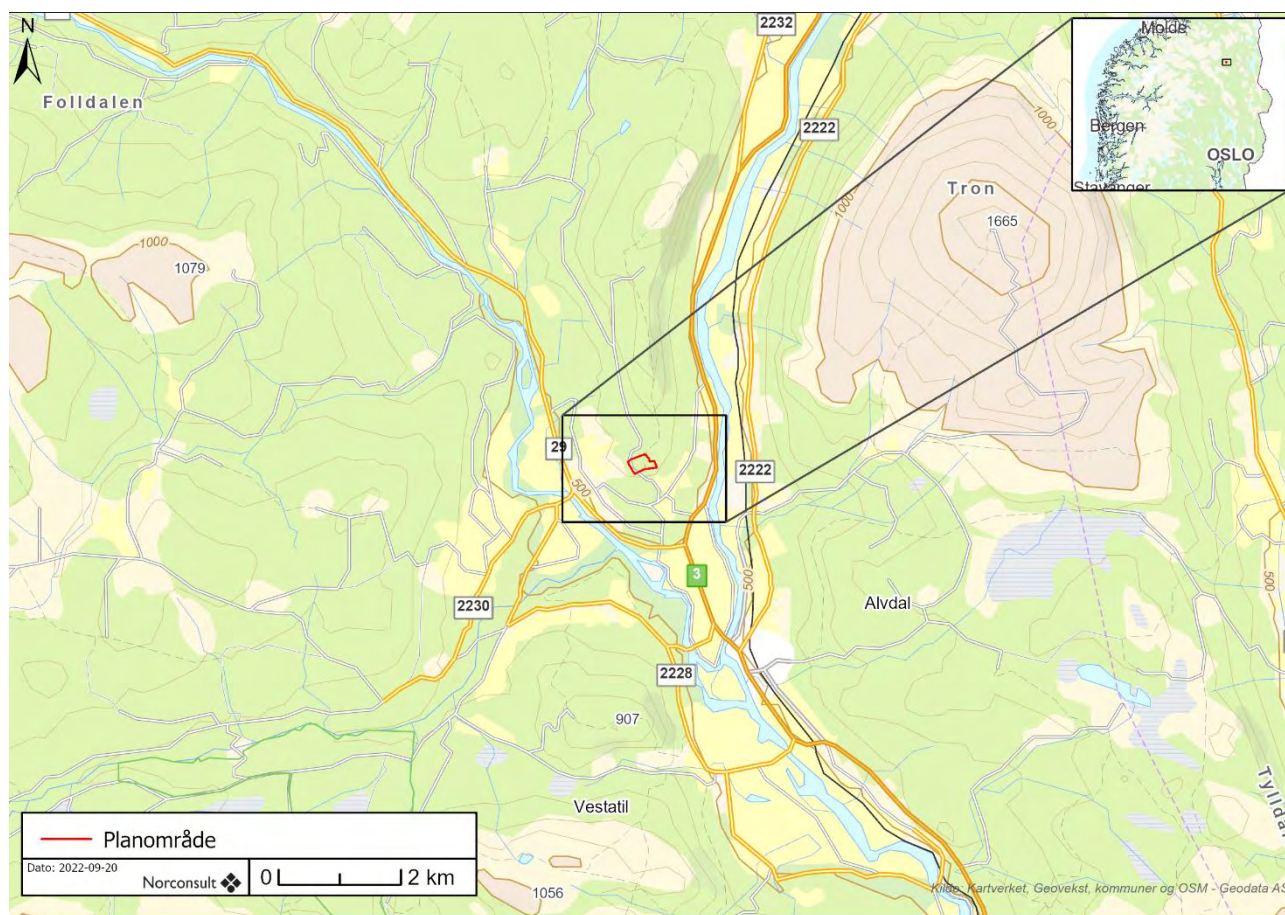 N
2232
Molde
Bergen
OSLO
Stavanger
Folldalen
2222
1000
1000
Tron
1665
1000
1079
29
500
2222
3
500
2230
Alvdal
500
2228
907
Vestatil
Planområde
Dato: 2022-09-20
Norconsult
0
2 km
1056
Kilde: Kartverket, Geovekst, kommuner og OSM - Geodata AS